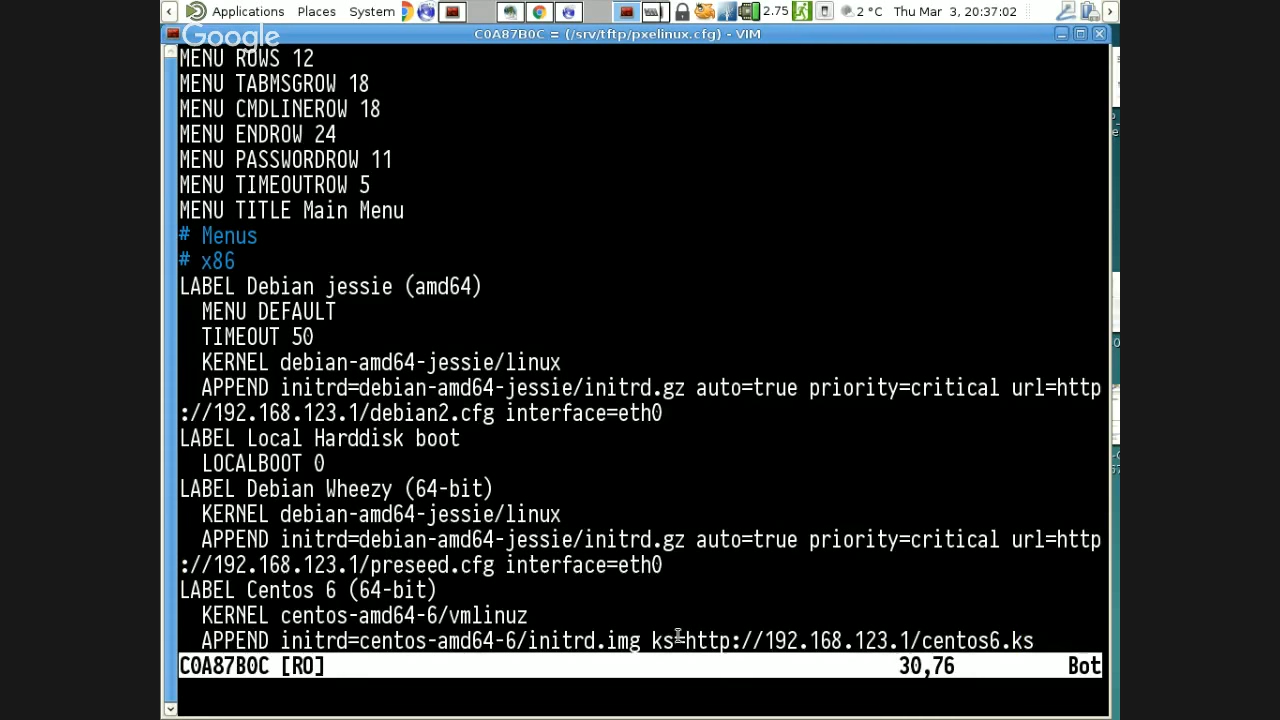 Applications Places System 2.75 2 °C Thu Mar 3, 20:37:02
Google
C0A87B0C = (/srv/tftp/pxelinux.cfg) - VIM
MENU ROWS 12
MENU TABMSGROW 18
MENU CMDLINEROW 18
MENU ENDROW 24
MENU PASSWORDROW 11
MENU TIMEOUTROW 5
MENU TITLE Main Menu
# Menus
# x86
LABEL Debian jessie (amd64)
  MENU DEFAULT
  TIMEOUT 50
  KERNEL debian-amd64-jessie/linux
  APPEND initrd=debian-amd64-jessie/initrd.gz auto=true priority=critical url=http
://192.168.123.1/debian2.cfg interface=eth0
LABEL Local Harddisk boot
  LOCALBOOT 0
LABEL Debian Wheezy (64-bit)
  KERNEL debian-amd64-jessie/linux
  APPEND initrd=debian-amd64-jessie/initrd.gz auto=true priority=critical url=http
://192.168.123.1/preseed.cfg interface=eth0
LABEL Centos 6 (64-bit)
  KERNEL centos-amd64-6/vmlinuz
  APPEND initrd=centos-amd64-6/initrd.img ks=http://192.168.123.1/centos6.ks
C0A87B0C [RO] 30,76 Bot